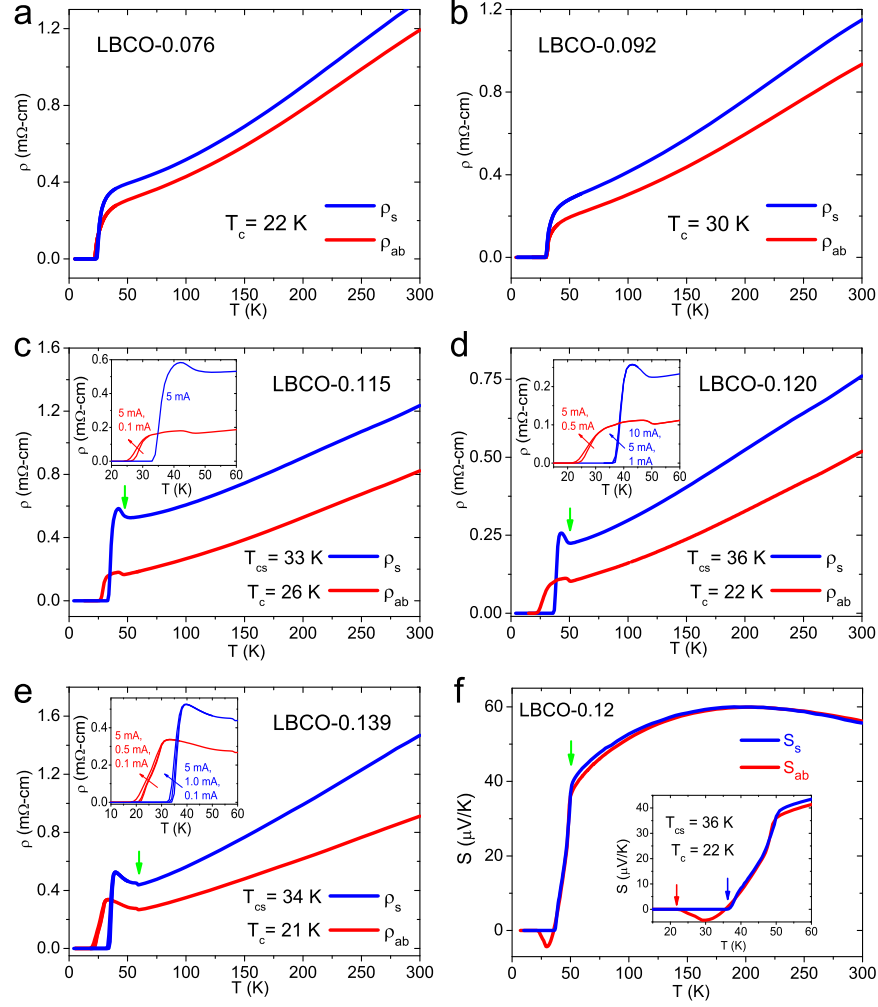 a
LBCO-0.076
ρ (mΩ-cm)
1.2
0.8
0.4
0.0
T_c= 22 K
ρ_s
ρ_ab
0 50 100 150 200 250 300
T (K)
b
LBCO-0.092
ρ (mΩ-cm)
1.2
0.8
0.4
0.0
T_c= 30 K
ρ_s
ρ_ab
0 50 100 150 200 250 300
T (K)
c
LBCO-0.115
ρ (mΩ-cm)
1.6
1.2
0.8
0.4
0.0
ρ (mΩ-cm)
0.6
0.4
0.2
0.0
5 mA
5 mA,
0.1 mA
20 30 40 50 60
T (K)
T_cs = 33 K
ρ_s
T_c = 26 K
ρ_ab
0 50 100 150 200 250 300
T (K)
d
LBCO-0.120
ρ (mΩ-cm)
0.75
0.50
0.25
0.00
ρ (mΩ-cm)
0.2
0.1
0.0
5 mA,
0.5 mA
10 mA,
5 mA,
1 mA
20 30 40 50 60
T (K)
T_cs = 36 K
ρ_s
T_c = 22 K
ρ_ab
0 50 100 150 200 250 300
T (K)
e
LBCO-0.139
ρ (mΩ-cm)
1.6
1.2
0.8
0.4
0.0
ρ (mΩ-cm)
0.4
0.2
0.0
5 mA,
0.5 mA,
0.1 mA
5 mA,
1.0 mA,
0.1 mA
10 20 30 40 50 60
T (K)
T_cs = 34 K
ρ_s
T_c = 21 K
ρ_ab
0 50 100 150 200 250 300
T (K)
f
LBCO-0.12
S (μV/K)
60
40
20
0
S_s
S_ab
S (μV/K)
40
30
20
10
0
T_cs = 36 K
T_c = 22 K
20 30 40 50 60
T (K)
0 50 100 150 200 250 300
T (K)